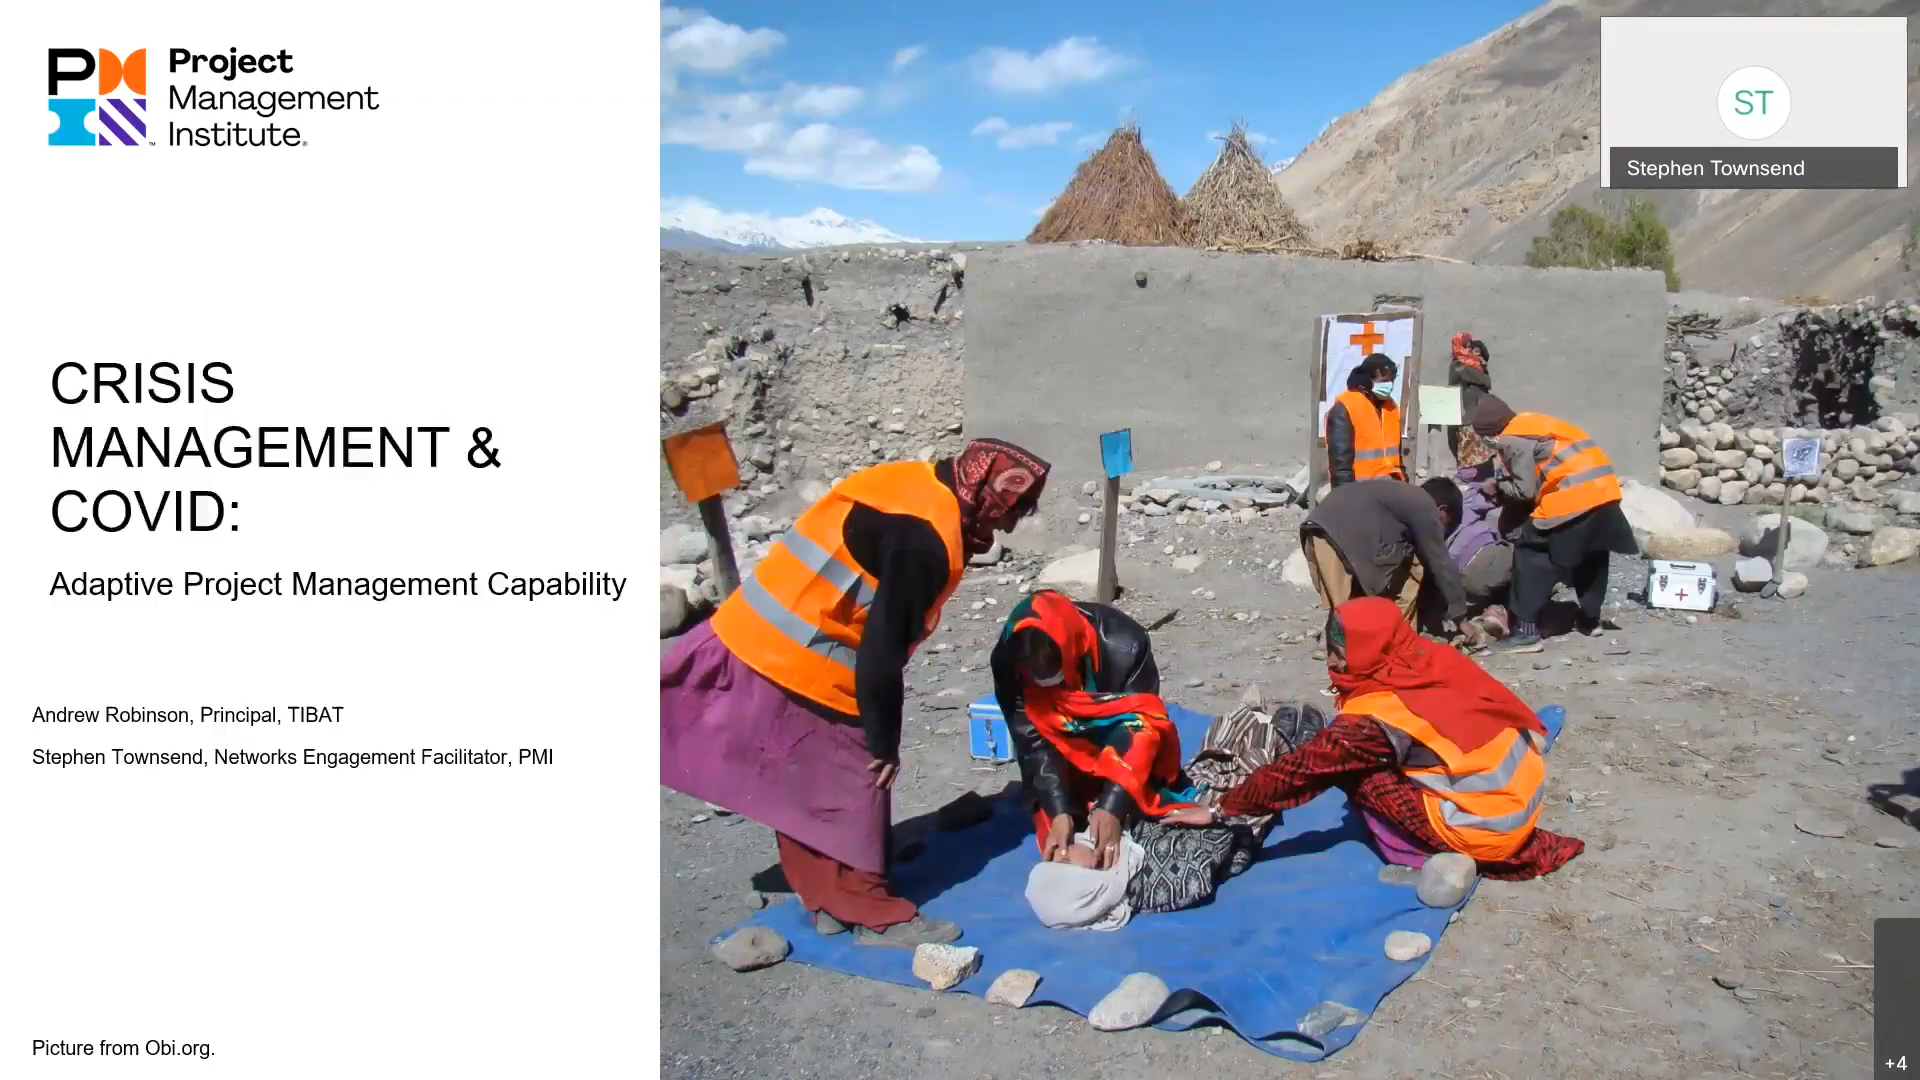 Project
Management
Institute.
CRISIS
MANAGEMENT &
COVID:
Adaptive Project Management Capability
Andrew Robinson, Principal, TIBAT
Stephen Townsend, Networks Engagement Facilitator, PMI
Picture from Obi.org.
ST
Stephen Townsend
+4